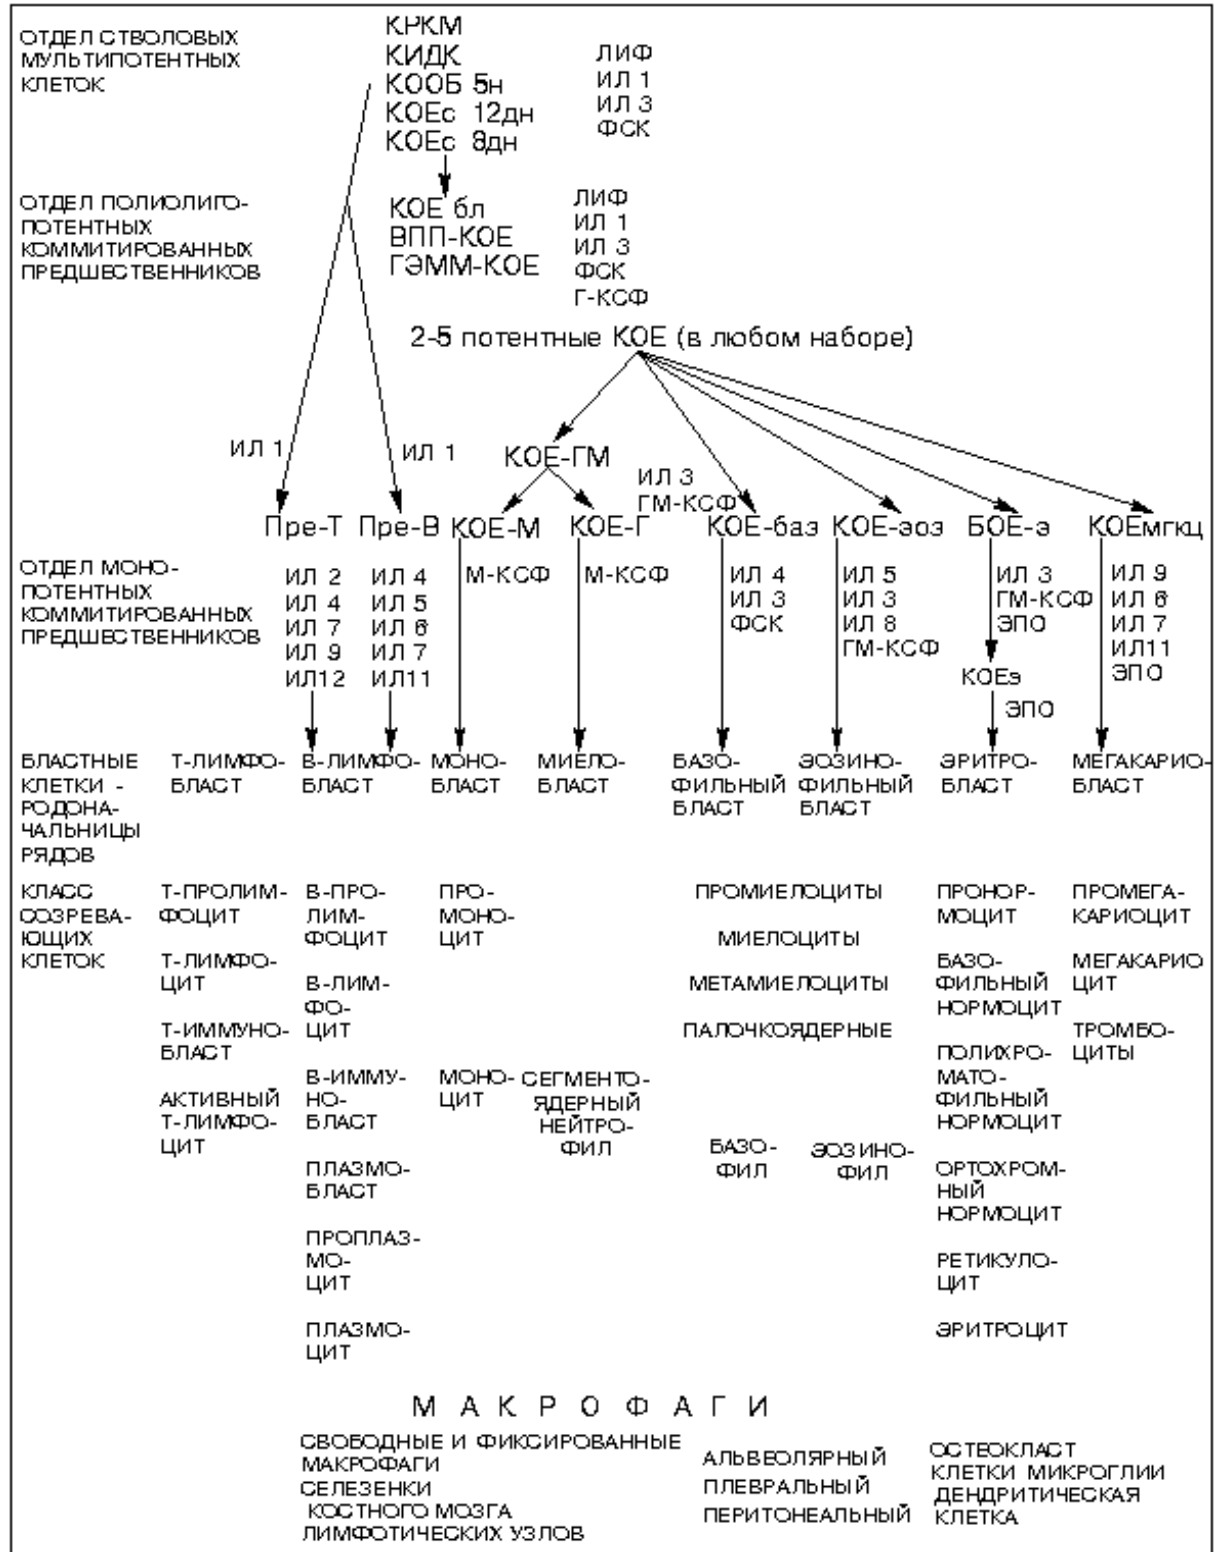 ОТДЕЛ СТВОЛОВЫХ
МУЛЬТИПОТЕНТНЫХ
КЛЕТОК
КРКМ
КИДК
КООБ 5н
КОЕс 12дн
КОЕс 8дн
ЛИФ
ИЛ 1
ИЛ 3
ФСК
ОТДЕЛ ПОЛИОЛИГО-
ПОТЕНТНЫХ
КОММИТИРОВАННЫХ
ПРЕДШЕСТВЕННИКОВ
КОЕ бл
ВПП-КОЕ
ГЭММ-КОЕ
ЛИФ
ИЛ 1
ИЛ 3
ФСК
Г-КСФ
2-5 потентные КОЕ (в любом наборе)
ИЛ 1
ИЛ 1
КОЕ-ГМ
ИЛ 3
ГМ-КСФ
Пре-Т Пре-В КОЕ-М КОЕ-Г КОЕ-баз КОЕ-эоз БОЕ-э КОЕмгкц
ОТДЕЛ МОНО-
ПОТЕНТНЫХ
КОММИТИРОВАННЫХ
ПРЕДШЕСТВЕННИКОВ
ИЛ 2
ИЛ 4
ИЛ 7
ИЛ 9
ИЛ12
ИЛ 4
ИЛ 5
ИЛ 6
ИЛ 7
ИЛ11
М-КСФ
М-КСФ
ИЛ 4
ИЛ 3
ФСК
ИЛ 5
ИЛ 3
ИЛ 8
ГМ-КСФ
ИЛ 3
ГМ-КСФ
ЭПО
КОЕэ
ЭПО
ИЛ 9
ИЛ 6
ИЛ 7
ИЛ11
ЭПО
БЛАСТНЫЕ
КЛЕТКИ -
РОДОНА-
ЧАЛЬНИЦЫ
РЯДОВ
Т-ЛИМФО-
БЛАСТ
В-ЛИМФО-
БЛАСТ
МОНО-
БЛАСТ
МИЕЛО-
БЛАСТ
БАЗО-
ФИЛЬНЫЙ
БЛАСТ
ЭОЗИНО-
ФИЛЬНЫЙ
БЛАСТ
ЭРИТРО-
БЛАСТ
МЕГАКАРИО-
БЛАСТ
КЛАСС
СОЗРЕВА-
ЮЩИХ
КЛЕТОК
Т-ПРОЛИМ-
ФОЦИТ
Т-ЛИМФО-
ЦИТ
Т-ИММУНО-
БЛАСТ
АКТИВНЫЙ
Т-ЛИМФО-
ЦИТ
В-ПРО-
ЛИМ-
ФОЦИТ
В-ЛИМ-
ФО-
ЦИТ
В-ИММУ-
НО-
БЛАСТ
ПЛАЗМО-
БЛАСТ
ПРОПЛАЗ-
МО-
ЦИТ
ПЛАЗМО-
ЦИТ
ПРО-
МОНО-
ЦИТ
МОНО-
ЦИТ
СЕГМЕНТО-
ЯДЕРНЫЙ
НЕЙТРО-
ФИЛ
ПРОМИЕЛОЦИТЫ
МИЕЛОЦИТЫ
МЕТАМИЕЛОЦИТЫ
ПАЛОЧКОЯДЕРНЫЕ
БАЗО-
ФИЛ
ЭОЗИНО-
ФИЛ
ПРОНОР-
МОЦИТ
БАЗО-
ФИЛЬНЫЙ
НОРМОЦИТ
ПОЛИХРО-
МАТО-
ФИЛЬНЫЙ
НОРМОЦИТ
ОРТОХРОМ-
НЫЙ
НОРМОЦИТ
РЕТИКУЛО-
ЦИТ
ЭРИТРОЦИТ
ПРОМЕГА-
КАРИОЦИТ
МЕГАКАРИО
ЦИТ
ТРОМБО-
ЦИТЫ
МАКРОФАГИ
СВОБОДНЫЕ И ФИКСИРОВАННЫЕ
МАКРОФАГИ
СЕЛЕЗЕНКИ
КОСТНОГО МОЗГА
ЛИМФОТИЧЕСКИХ УЗЛОВ
АЛЬВЕОЛЯРНЫЙ
ПЛЕВРАЛЬНЫЙ
ПЕРИТОНЕАЛЬНЫЙ
ОСТЕОКЛАСТ
КЛЕТКИ МИКРОГЛИИ
ДЕНДРИТИЧЕСКАЯ
КЛЕТКА